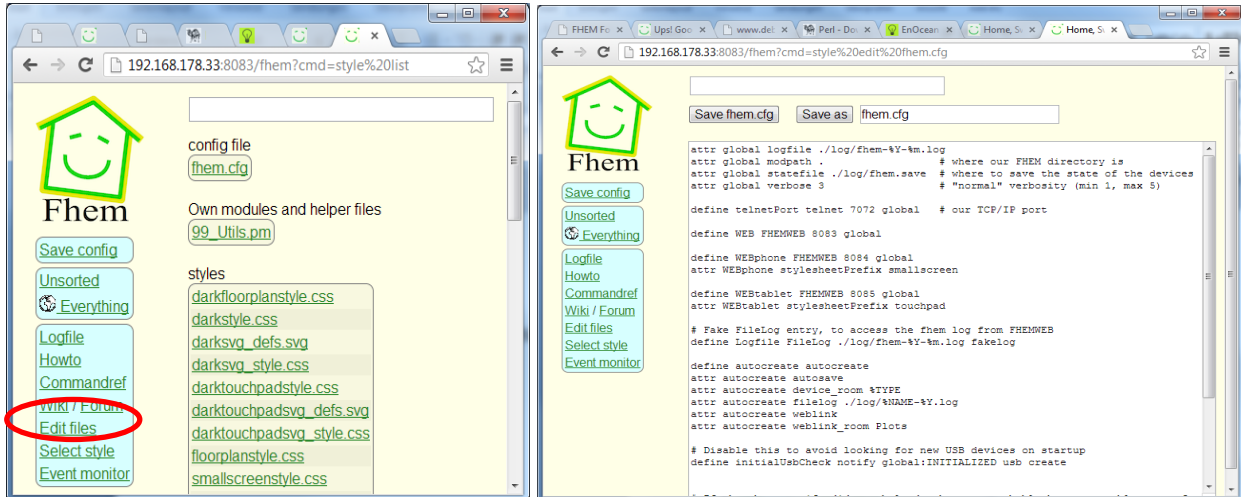 192.168.178.33:8083/fhem?cmd=style%20list
Fhem
Save config
Unsorted
Everything
Logfile
Howto
Commandref
Wiki / Forum
Edit files
Select style
Event monitor
config file
fhem.cfg
Own modules and helper files
99_Utils.pm
styles
darkfloorplanstyle.css
darkstyle.css
darksvg_defs.svg
darksvg_style.css
darktouchpadstyle.css
darktouchpadsvg_defs.svg
darktouchpadsvg_style.css
floorplanstyle.css
smallscreenstyle.css
FHEM Fo Ups! Goo www.deb Perl - Dov EnOcean Home, S Home, Sv
192.168.178.33:8083/fhem?cmd=style%20edit%20fhem.cfg
Fhem
Save config
Unsorted
Everything
Logfile
Howto
Commandref
Wiki / Forum
Edit files
Select style
Event monitor
Save fhem.cfg Save as fhem.cfg
attr global logfile ./log/fhem-%Y-%m.log
attr global modpath . # where our FHEM directory is
attr global statefile ./log/fhem.save # where to save the state of the devices
attr global verbose 3 # "normal" verbosity (min 1, max 5)
define telnetPort telnet 7072 global # our TCP/IP port
define WEB FHEMWEB 8083 global
define WEBphone FHEMWEB 8084 global
attr WEBphone stylesheetPrefix smallscreen
define WEBtablet FHEMWEB 8085 global
attr WEBtablet stylesheetPrefix touchpad
# Fake FileLog entry, to access the fhem log from FHEMWEB
define Logfile FileLog ./log/fhem-%Y-%m.log fakelog
define autocreate autocreate
attr autocreate autosave
attr autocreate device_room %TYPE
attr autocreate filelog ./log/%NAME-%Y.log
attr autocreate weblink
attr autocreate weblink_room Plots
# Disable this to avoid looking for new USB devices on startup
define initialUsbCheck notify global:INITIALIZED usb create